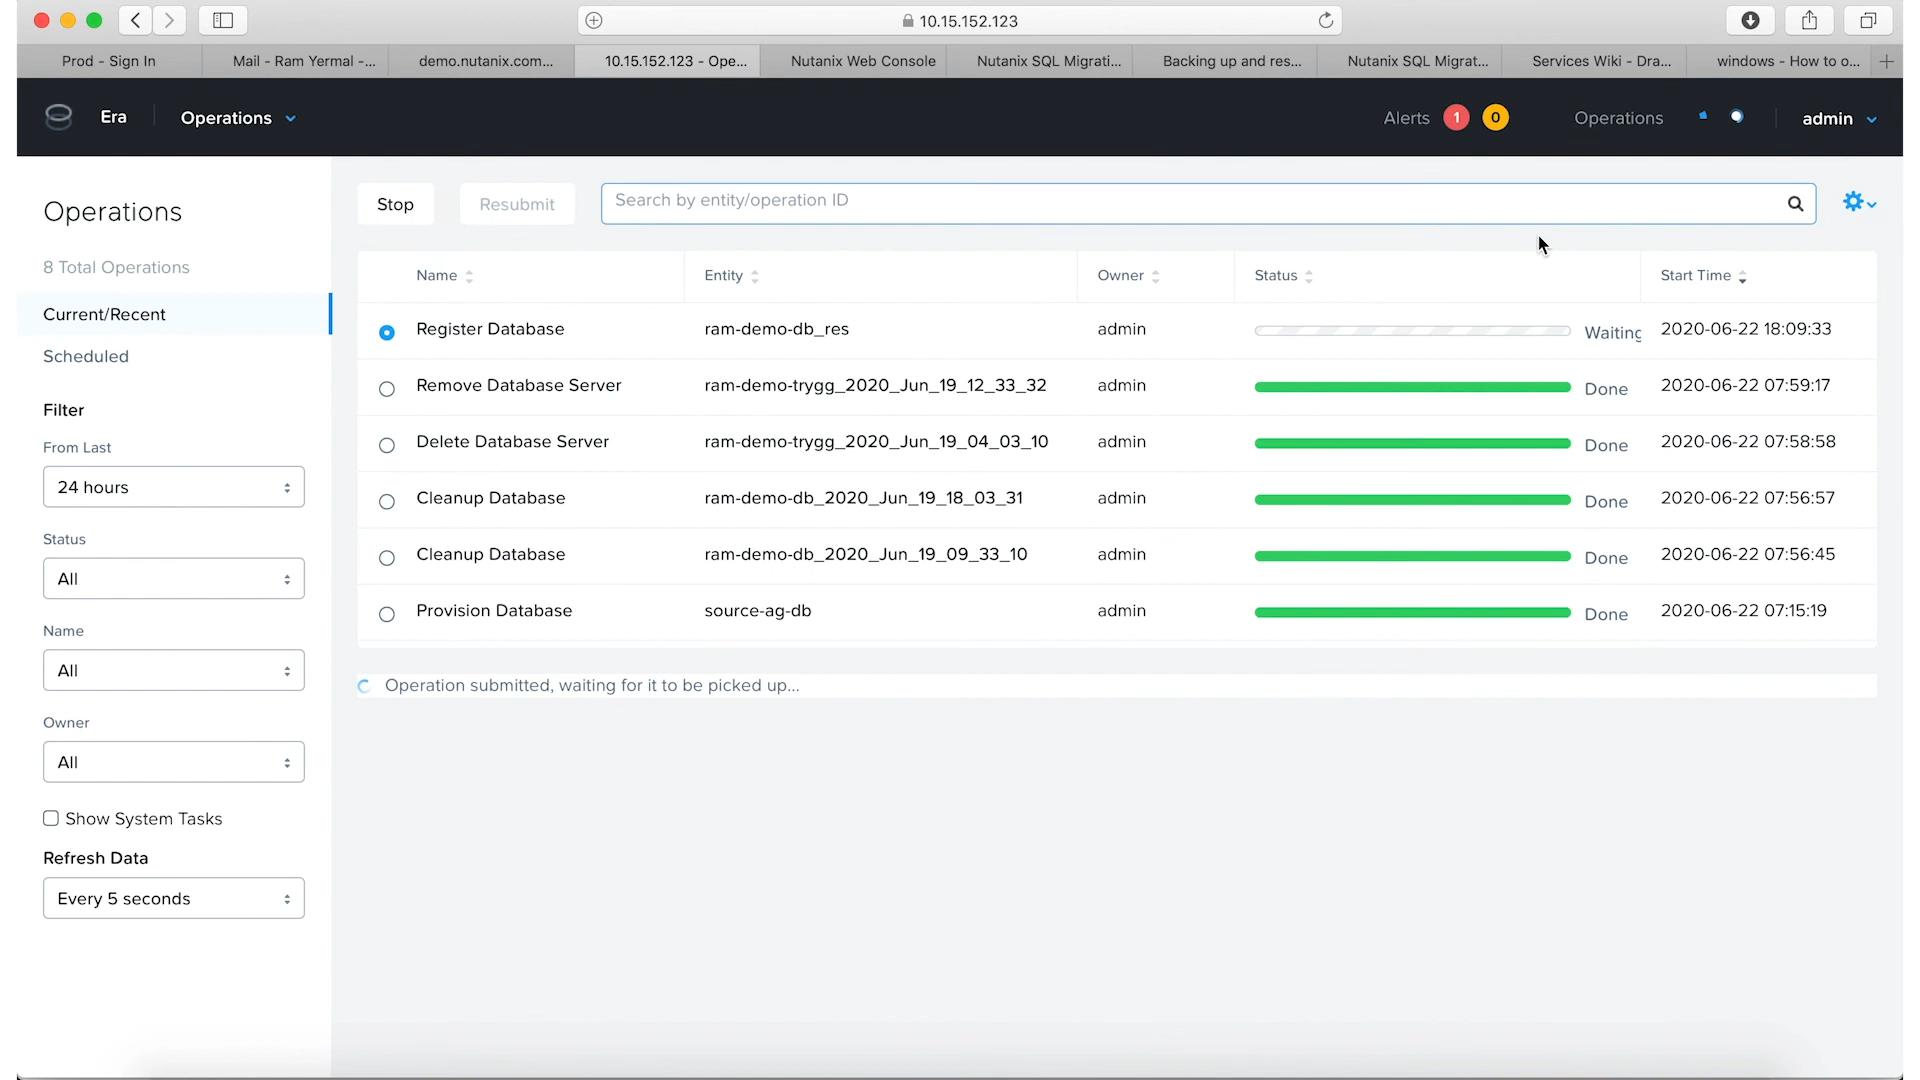 10.15.152.123
Prod - Sign In
Mail - Ram Yermal -...
demo.nutanix.com...
10.15.152.123 - Ope...
Nutanix Web Console
Nutanix SQL Migrati...
Backing up and res...
Nutanix SQL Migrat...
Services Wiki - Dra...
windows - How to o...
Era
Operations
Alerts 1 0
Operations
admin
Operations
8 Total Operations
Current/Recent
Scheduled
Filter
From Last
24 hours
Status
All
Name
All
Owner
All
Show System Tasks
Refresh Data
Every 5 seconds
Stop
Resubmit
Search by entity/operation ID
Name Entity Owner Status Start Time
Register Database ram-demo-db_res admin Waiting 2020-06-22 18:09:33
Remove Database Server ram-demo-trygg_2020_Jun_19_12_33_32 admin Done 2020-06-22 07:59:17
Delete Database Server ram-demo-trygg_2020_Jun_19_04_03_10 admin Done 2020-06-22 07:58:58
Cleanup Database ram-demo-db_2020_Jun_19_18_03_31 admin Done 2020-06-22 07:56:57
Cleanup Database ram-demo-db_2020_Jun_19_09_33_10 admin Done 2020-06-22 07:56:45
Provision Database source-ag-db admin Done 2020-06-22 07:15:19
Operation submitted, waiting for it to be picked up...